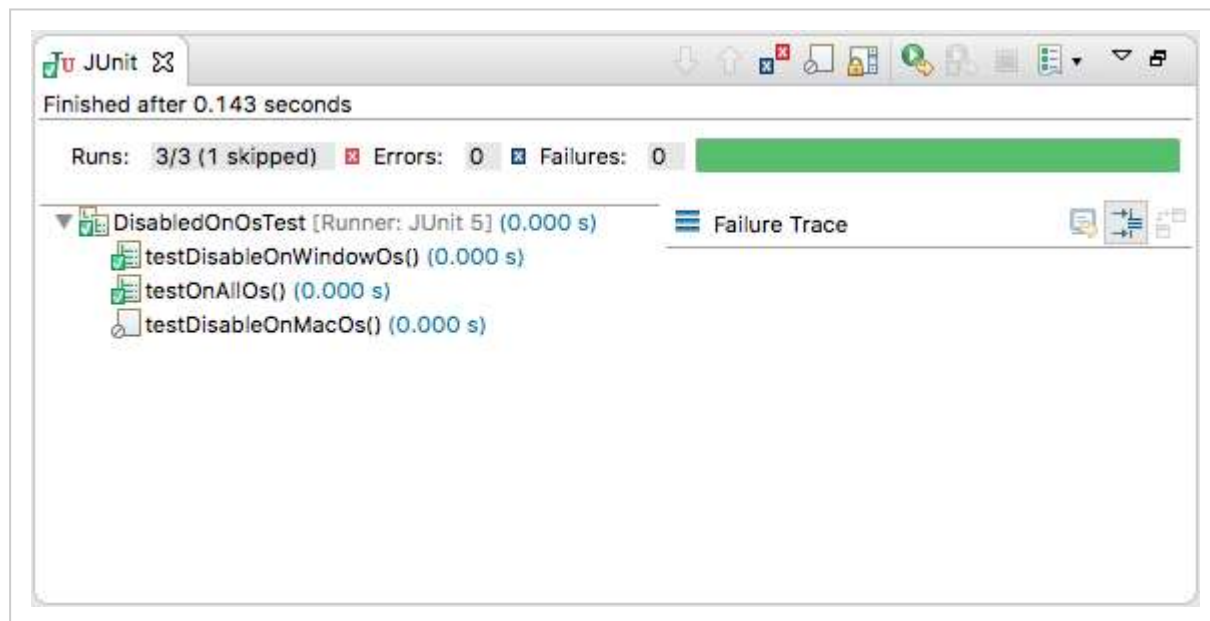 JUnit
Finished after 0.143 seconds
Runs: 3/3 (1 skipped) Errors: 0 Failures: 0
DisabledOnOsTest [Runner: JUnit 5] (0.000 s)
Failure Trace
testDisableOnWindowOs() (0.000 s)
testOnAllOs() (0.000 s)
testDisableOnMacOs() (0.000 s)